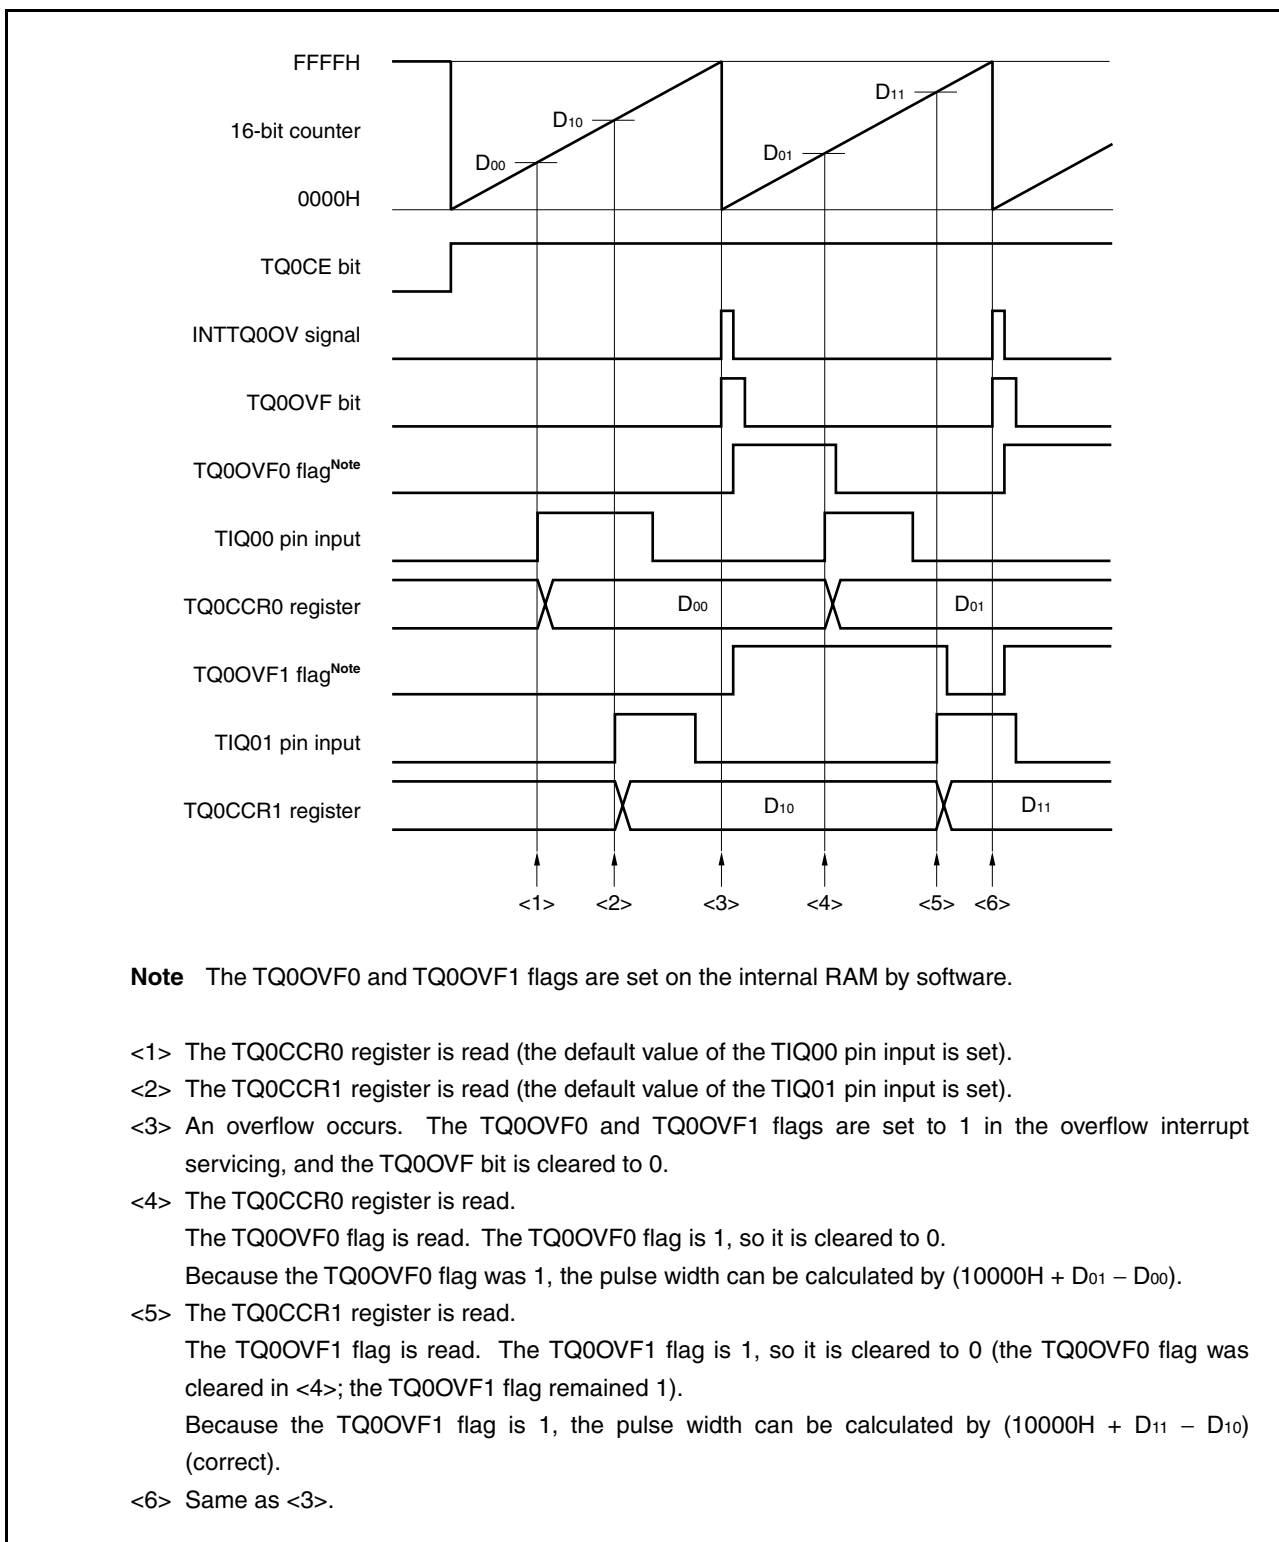 FFFFH
D11
D10
16-bit counter
D01
D00
0000H
TQ0CE bit
INTTQ0OV signal
TQ0OVF bit
TQ0OVF0 flagNote
TIQ00 pin input
TQ0CCR0 register D00 D01
TQ0OVF1 flagNote
TIQ01 pin input
TQ0CCR1 register D10 D11
<1> <2> <3> <4> <5> <6>
Note The TQ0OVF0 and TQ0OVF1 flags are set on the internal RAM by software.
<1> The TQ0CCR0 register is read (the default value of the TIQ00 pin input is set).
<2> The TQ0CCR1 register is read (the default value of the TIQ01 pin input is set).
<3> An overflow occurs. The TQ0OVF0 and TQ0OVF1 flags are set to 1 in the overflow interrupt
servicing, and the TQ0OVF bit is cleared to 0.
<4> The TQ0CCR0 register is read.
The TQ0OVF0 flag is read. The TQ0OVF0 flag is 1, so it is cleared to 0.
Because the TQ0OVF0 flag was 1, the pulse width can be calculated by (10000H + D01 − D00).
<5> The TQ0CCR1 register is read.
The TQ0OVF1 flag is read. The TQ0OVF1 flag is 1, so it is cleared to 0 (the TQ0OVF0 flag was
cleared in <4>; the TQ0OVF1 flag remained 1).
Because the TQ0OVF1 flag is 1, the pulse width can be calculated by (10000H + D11 − D10)
(correct).
<6> Same as <3>.